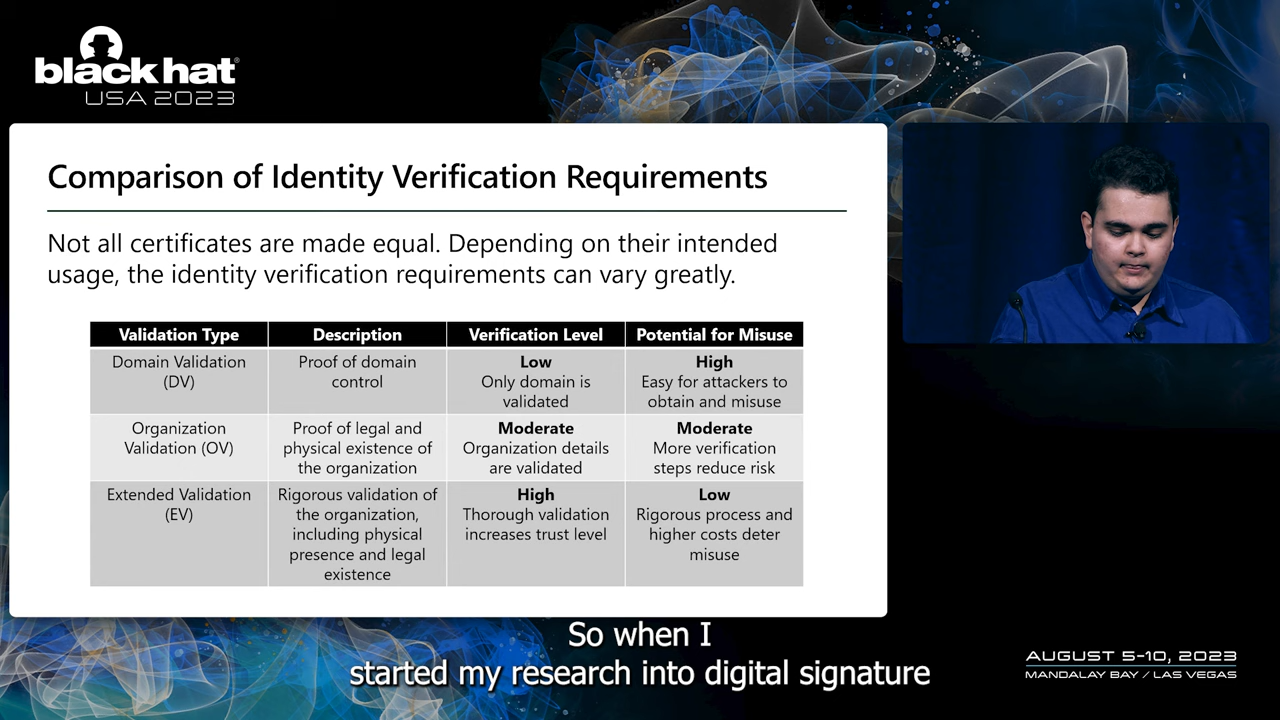 black hat®
USA 2023
Comparison of Identity Verification Requirements
Not all certificates are made equal. Depending on their intended
usage, the identity verification requirements can vary greatly.
Validation Type
Description
Verification Level
Potential for Misuse
Domain Validation
(DV)
Proof of domain
control
Low
Only domain is
validated
High
Easy for attackers to
obtain and misuse
Organization
Validation (OV)
Proof of legal and
physical existence of
the organization
Moderate
Organization details
are validated
Moderate
More verification
steps reduce risk
Extended Validation
(EV)
Rigorous validation of
the organization,
including physical
presence and legal
existence
High
Thorough validation
increases trust level
Low
Rigorous process and
higher costs deter
misuse
So when I
started my research into digital signature
AUGUST 5-10, 2023
MANDALAY BAY / LAS VEGAS